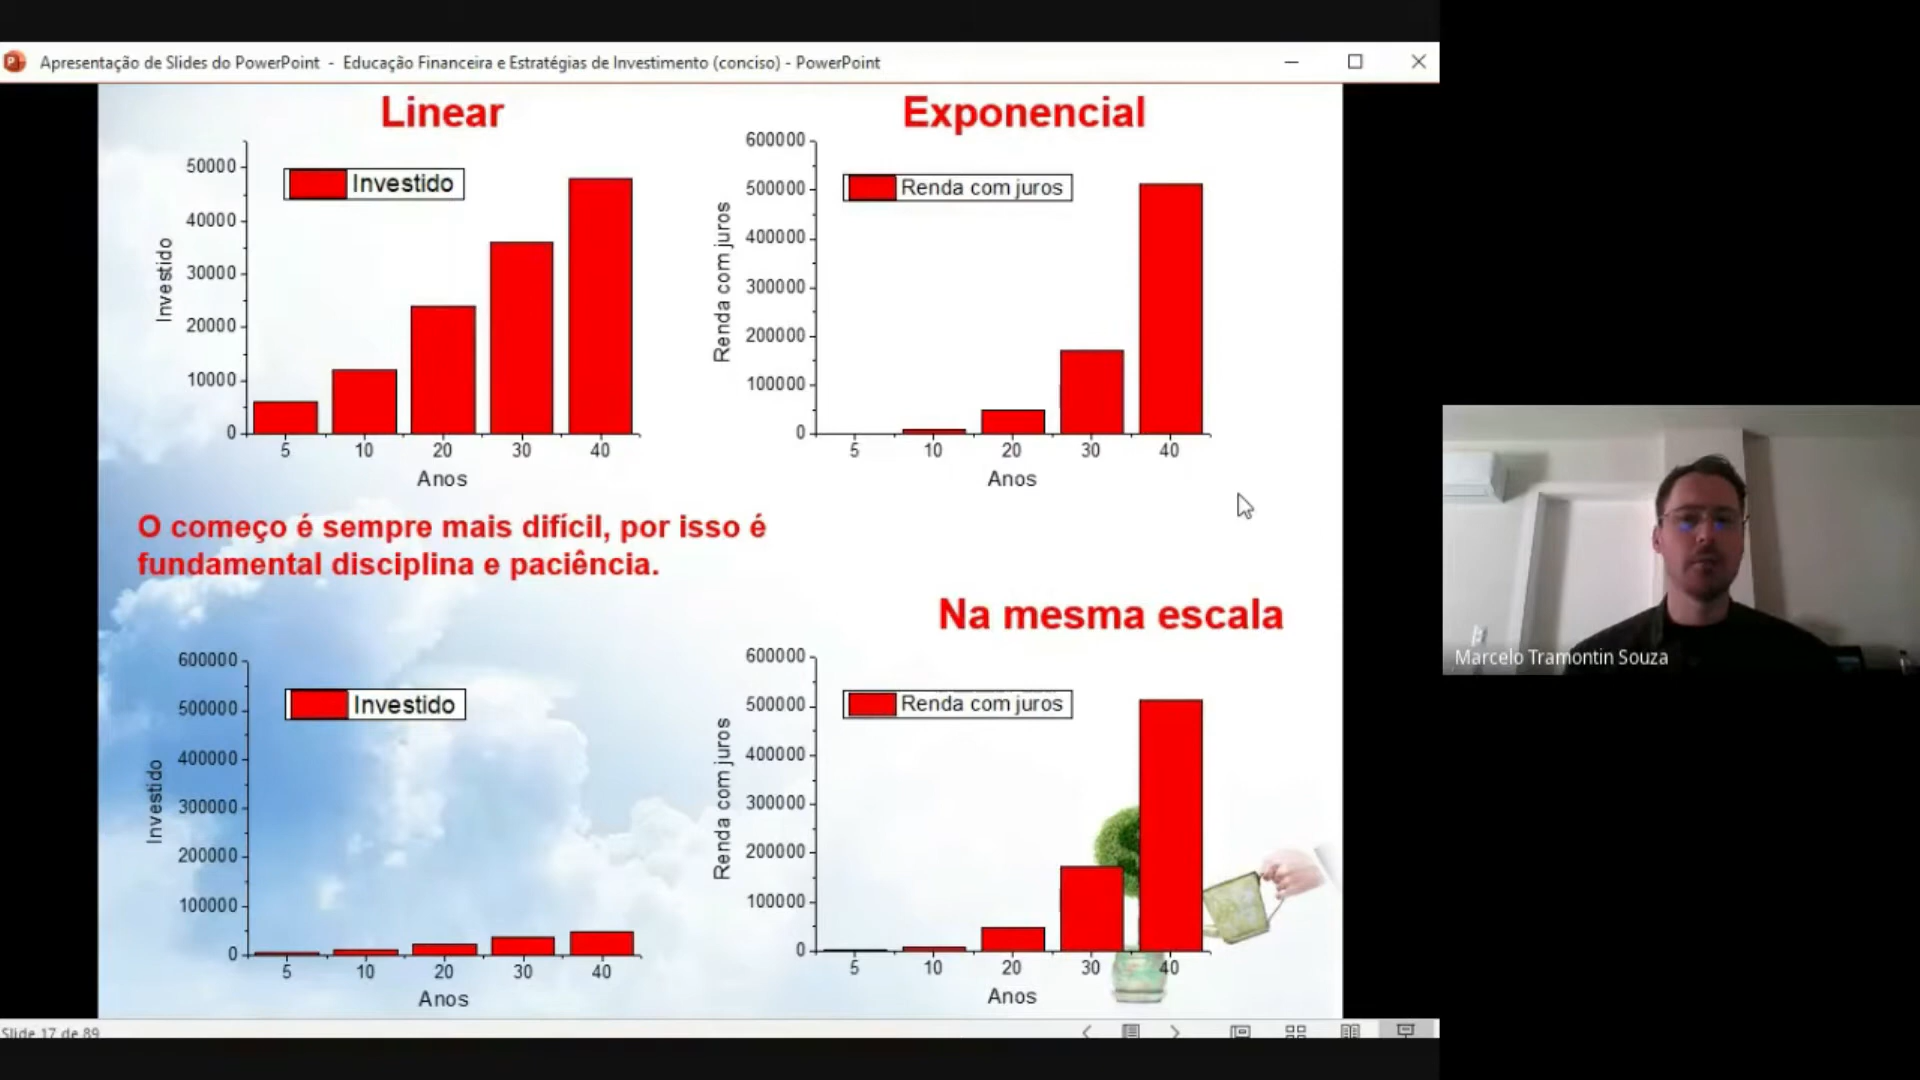 Apresentação de Slides do PowerPoint - Educação Financeira e Estratégias de Investimento (conciso) - PowerPoint
Linear
50000
40000
30000
20000
10000
0
Investido
Investido
5 10 20 30 40
Anos
Exponencial
600000
500000
400000
300000
200000
100000
0
Renda com juros
Renda com juros
5 10 20 30 40
Anos
O começo é sempre mais difícil, por isso é
fundamental disciplina e paciência.
Na mesma escala
600000
500000
400000
300000
200000
100000
0
Investido
Investido
5 10 20 30 40
Anos
600000
500000
400000
300000
200000
100000
0
Renda com juros
Renda com juros
5 10 20 30 40
Anos
Slide 17 de 89
Marcelo Tramontin Souza